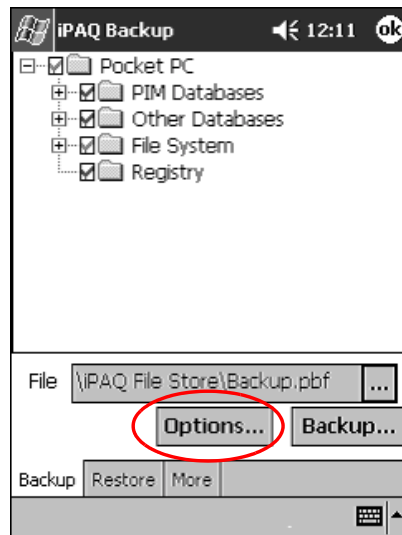 iPAQ Backup 12:11 ok
Pocket PC
PIM Databases
Other Databases
File System
Registry
File \iPAQ File Store\Backup.pbf ...
Options... Backup...
Backup Restore More